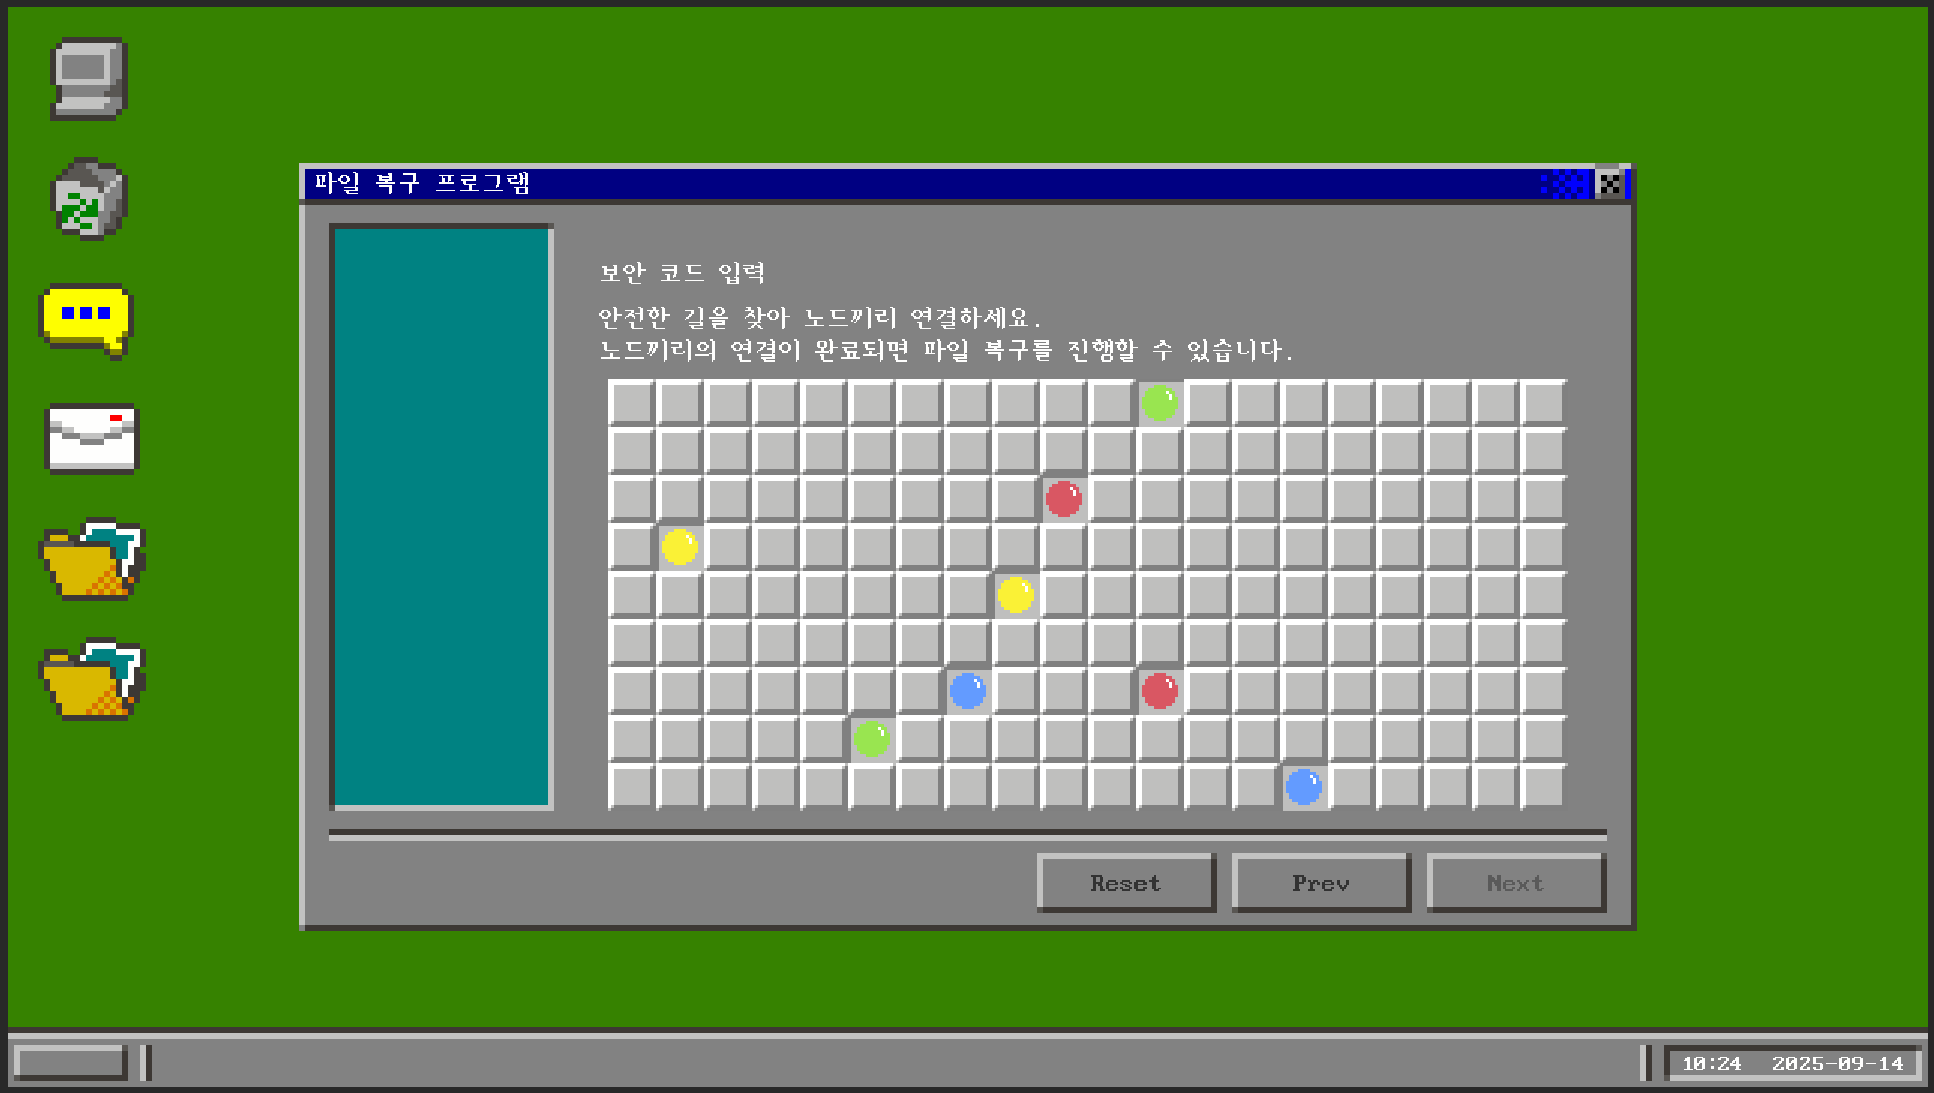 파일 복구 프로그램
보안 코드 입력
안전한 길을 찾아 노드끼리 연결하세요.
노드끼리의 연결이 완료되면 파일 복구를 진행할 수 있습니다.
Reset
Prev
Next
10:24 2025-09-14